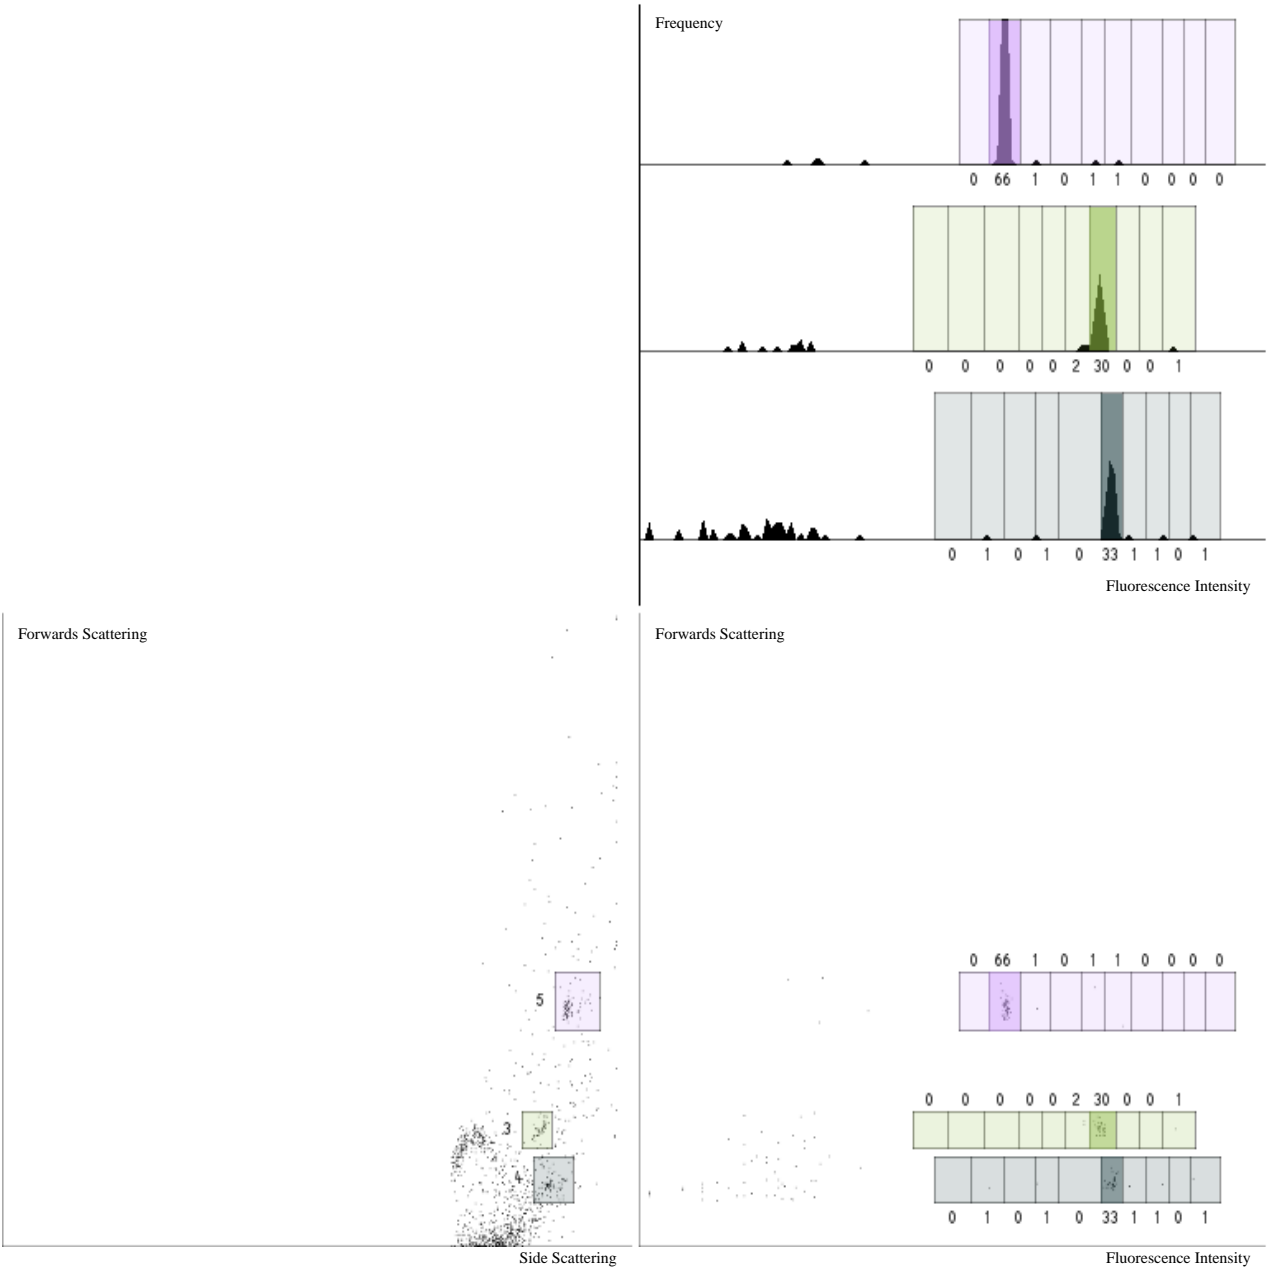 Frequency
0 66 1 0 1 1 0 0 0 0
0 0 0 0 0 2 30 0 0 1
0 1 0 1 0 33 1 1 0 1
Fluorescence Intensity
Forwards Scattering
5
3
4
Side Scattering
Forwards Scattering
0 66 1 0 1 1 0 0 0 0
0 0 0 0 0 2 30 0 0 1
0 1 0 1 0 33 1 1 0 1
Fluorescence Intensity